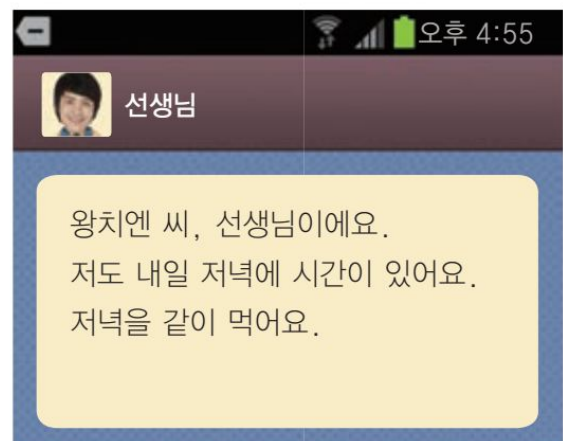 오후 4:55
선생님
왕치엔 씨, 선생님이에요.
저도 내일 저녁에 시간이 있어요.
저녁을 같이 먹어요.